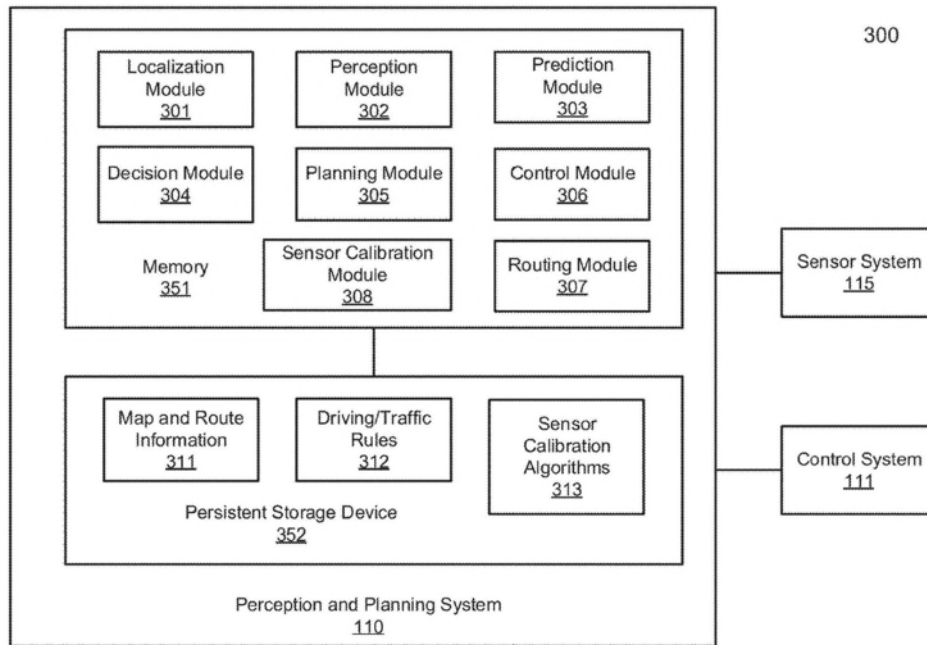 300
Localization
Module
301
Perception
Module
302
Prediction
Module
303
Decision Module
304
Planning Module
305
Control Module
306
Memory
351
Sensor Calibration
Module
308
Routing Module
307
Sensor System
115
Map and Route
Information
311
Driving/Traffic
Rules
312
Sensor
Calibration
Algorithms
313
Control System
111
Persistent Storage Device
352
Perception and Planning System
110